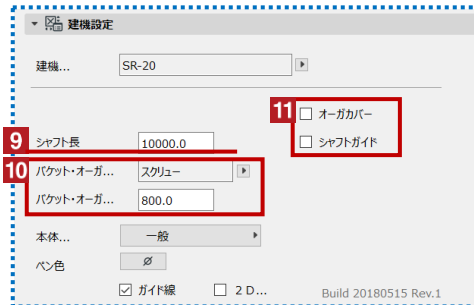 建機設定
建機... SR-20
11 オーガカバー
シャフトガイド
9 シャフト長 10000.0
10 バケット・オーガ... スクリュー
バケット・オーガ... 800.0
本体... 一般
ペン色
ガイド線 2D...
Build 20180515 Rev.1